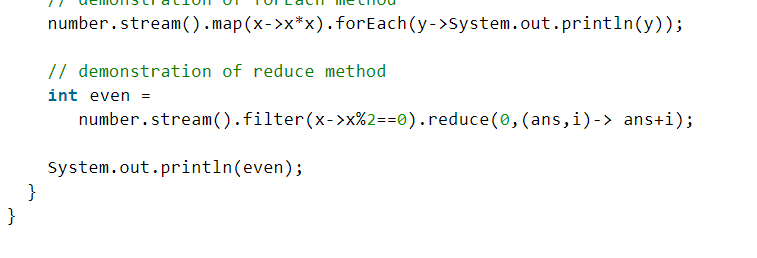 // demonstration of forEach method
number.stream().map(x->x*x).forEach(y->System.out.println(y));
// demonstration of reduce method
int even =
number.stream().filter(x->x%2==0).reduce(0,(ans,i)-> ans+i);
System.out.println(even);
}
}